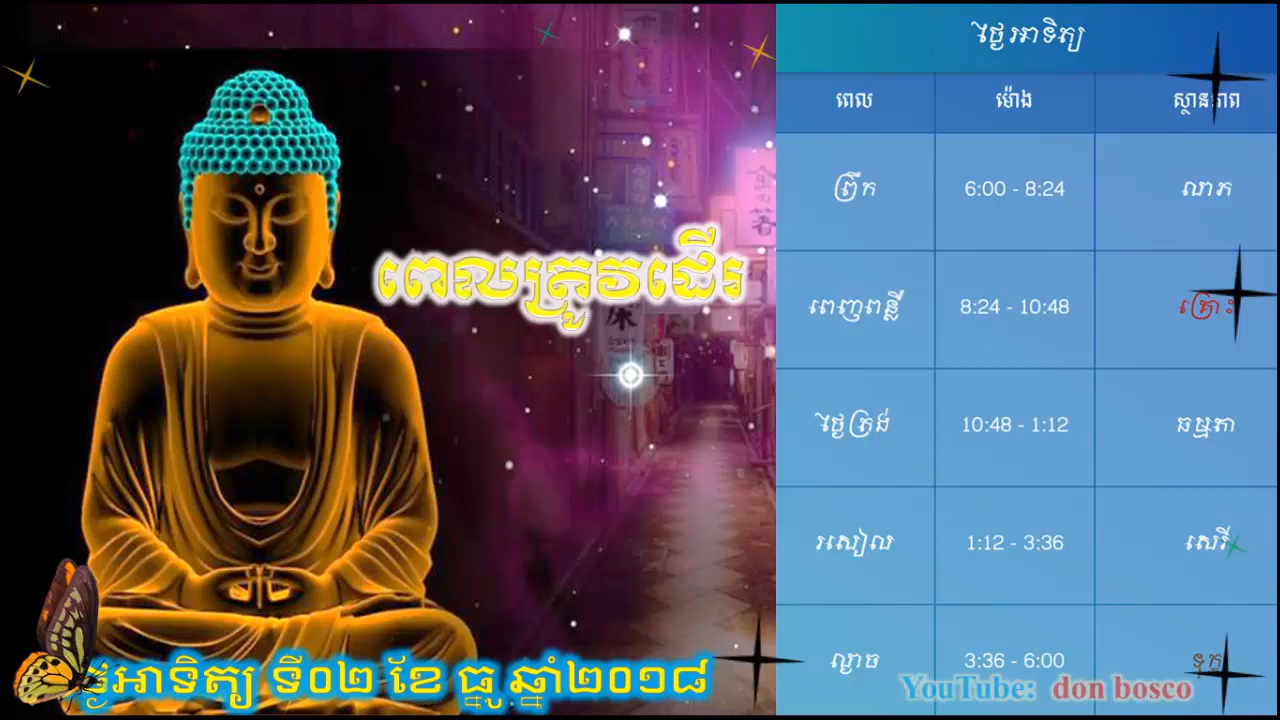 ពេលត្រូវដើរ
ថ្ងៃអាទិត្យ ទី០២ ខែ ធ្នូ ឆ្នាំ២០១៨
ថ្ងៃអាទិត្យ
ពេល ម៉ោង ស្ថានភាព
ព្រឹក 6:00 - 8:24 លាភ
ពេញពន្លឺ 8:24 - 10:48 គ្រោះ
ថ្ងៃត្រង់ 10:48 - 1:12 ធម្មតា
រសៀល 1:12 - 3:36 សេរី
ល្ងាច 3:36 - 6:00 ទុក
YouTube: don bosco